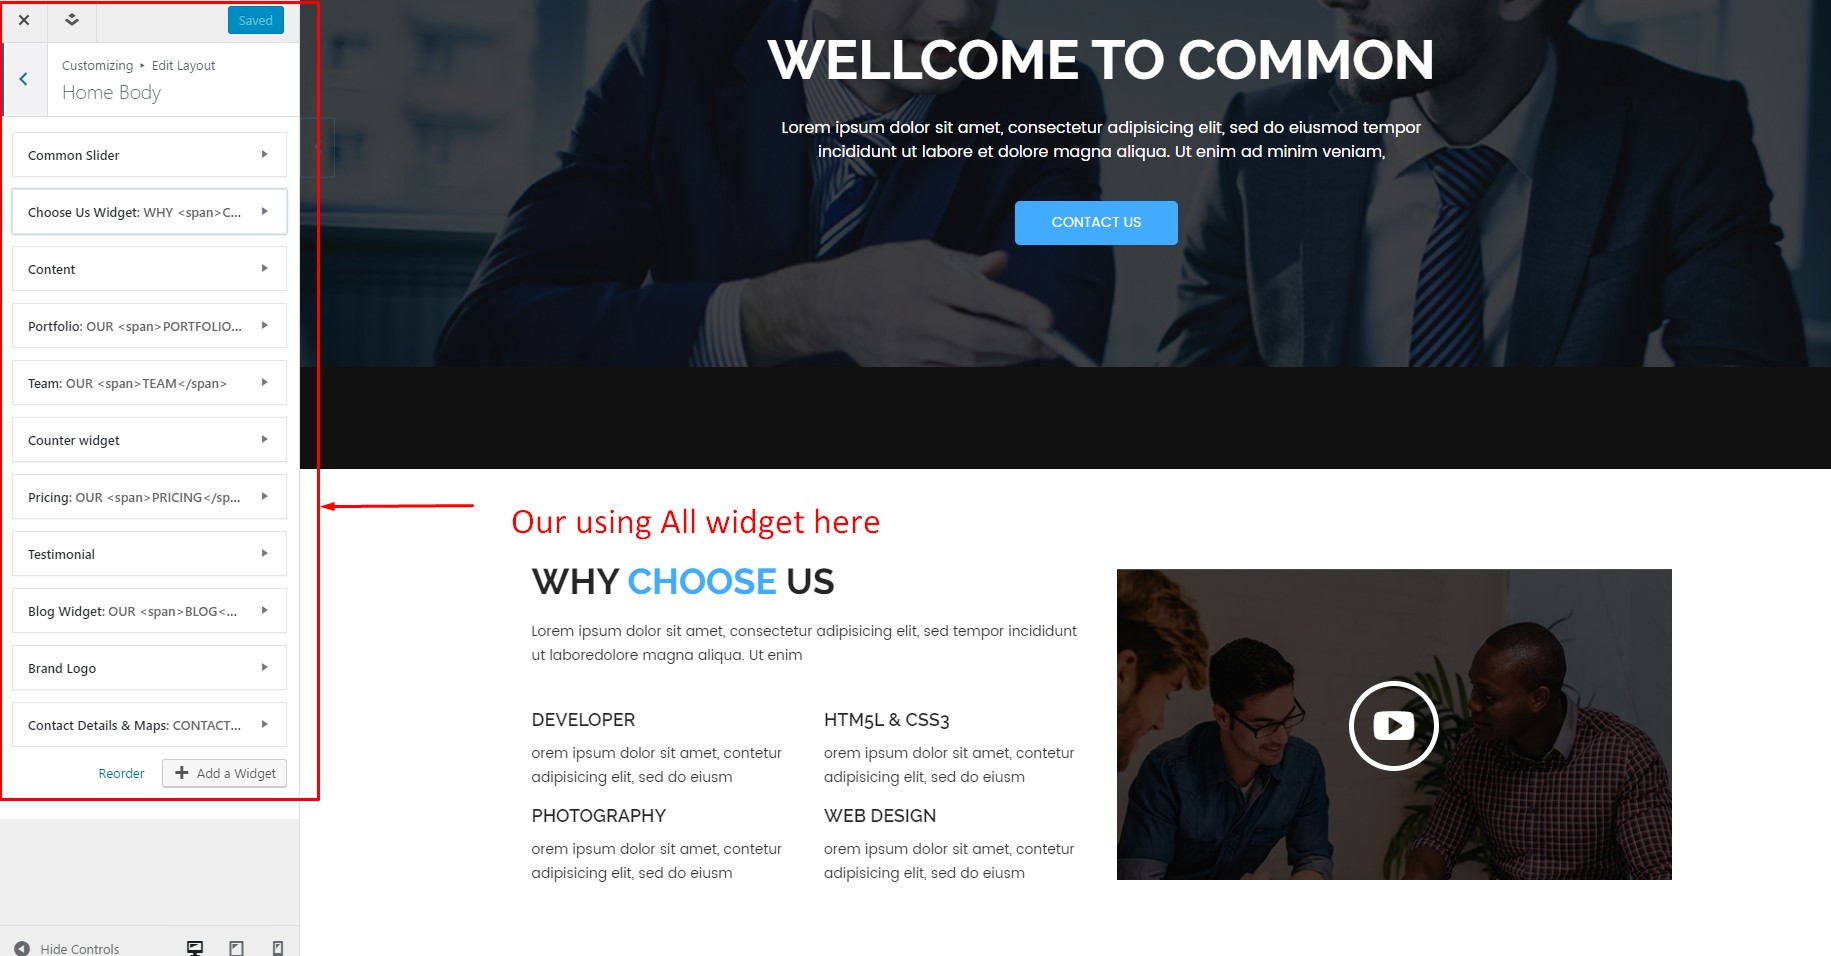 Saved
Customizing ▸ Edit Layout
Home Body
Common Slider
Choose Us Widget: WHY <span>C...
Content
Portfolio: OUR <span>PORTFOLIO...
Team: OUR <span>TEAM</span>
Counter widget
Pricing: OUR <span>PRICING</sp...
Testimonial
Blog Widget: OUR <span>BLOG<...
Brand Logo
Contact Details & Maps: CONTACT...
Reorder
Add a Widget
Hide Controls
WELLCOME TO COMMON
Lorem ipsum dolor sit amet, consectetur adipisicing elit, sed do eiusmod tempor
incididunt ut labore et dolore magna aliqua. Ut enim ad minim veniam,
CONTACT US
Our using All widget here
WHY CHOOSE US
Lorem ipsum dolor sit amet, consectetur adipisicing elit, sed tempor incididunt
ut laboredolore magna aliqua. Ut enim
DEVELOPER
orem ipsum dolor sit amet, contetur
adipisicing elit, sed do eiusm
HTM5L & CSS3
orem ipsum dolor sit amet, contetur
adipisicing elit, sed do eiusm
PHOTOGRAPHY
orem ipsum dolor sit amet, contetur
adipisicing elit, sed do eiusm
WEB DESIGN
orem ipsum dolor sit amet, contetur
adipisicing elit, sed do eiusm